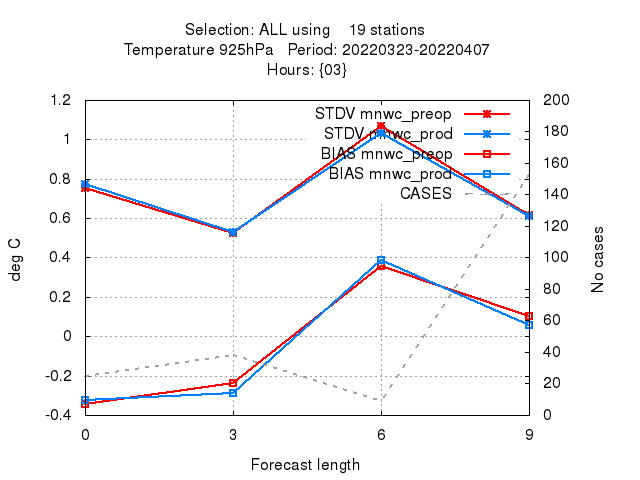 Selection: ALL using 19 stations
Temperature 925hPa Period: 20220323-20220407
Hours: {03}
1.2
1
0.8
0.6
0.4
0.2
0
-0.2
-0.4
200
180
160
140
120
100
80
60
40
20
0
STDV mnwc_preop
STDV mnwc_prod
BIAS mnwc_preop
BIAS mnwc_prod
CASES
deg C
No cases
0 3 6 9
Forecast length